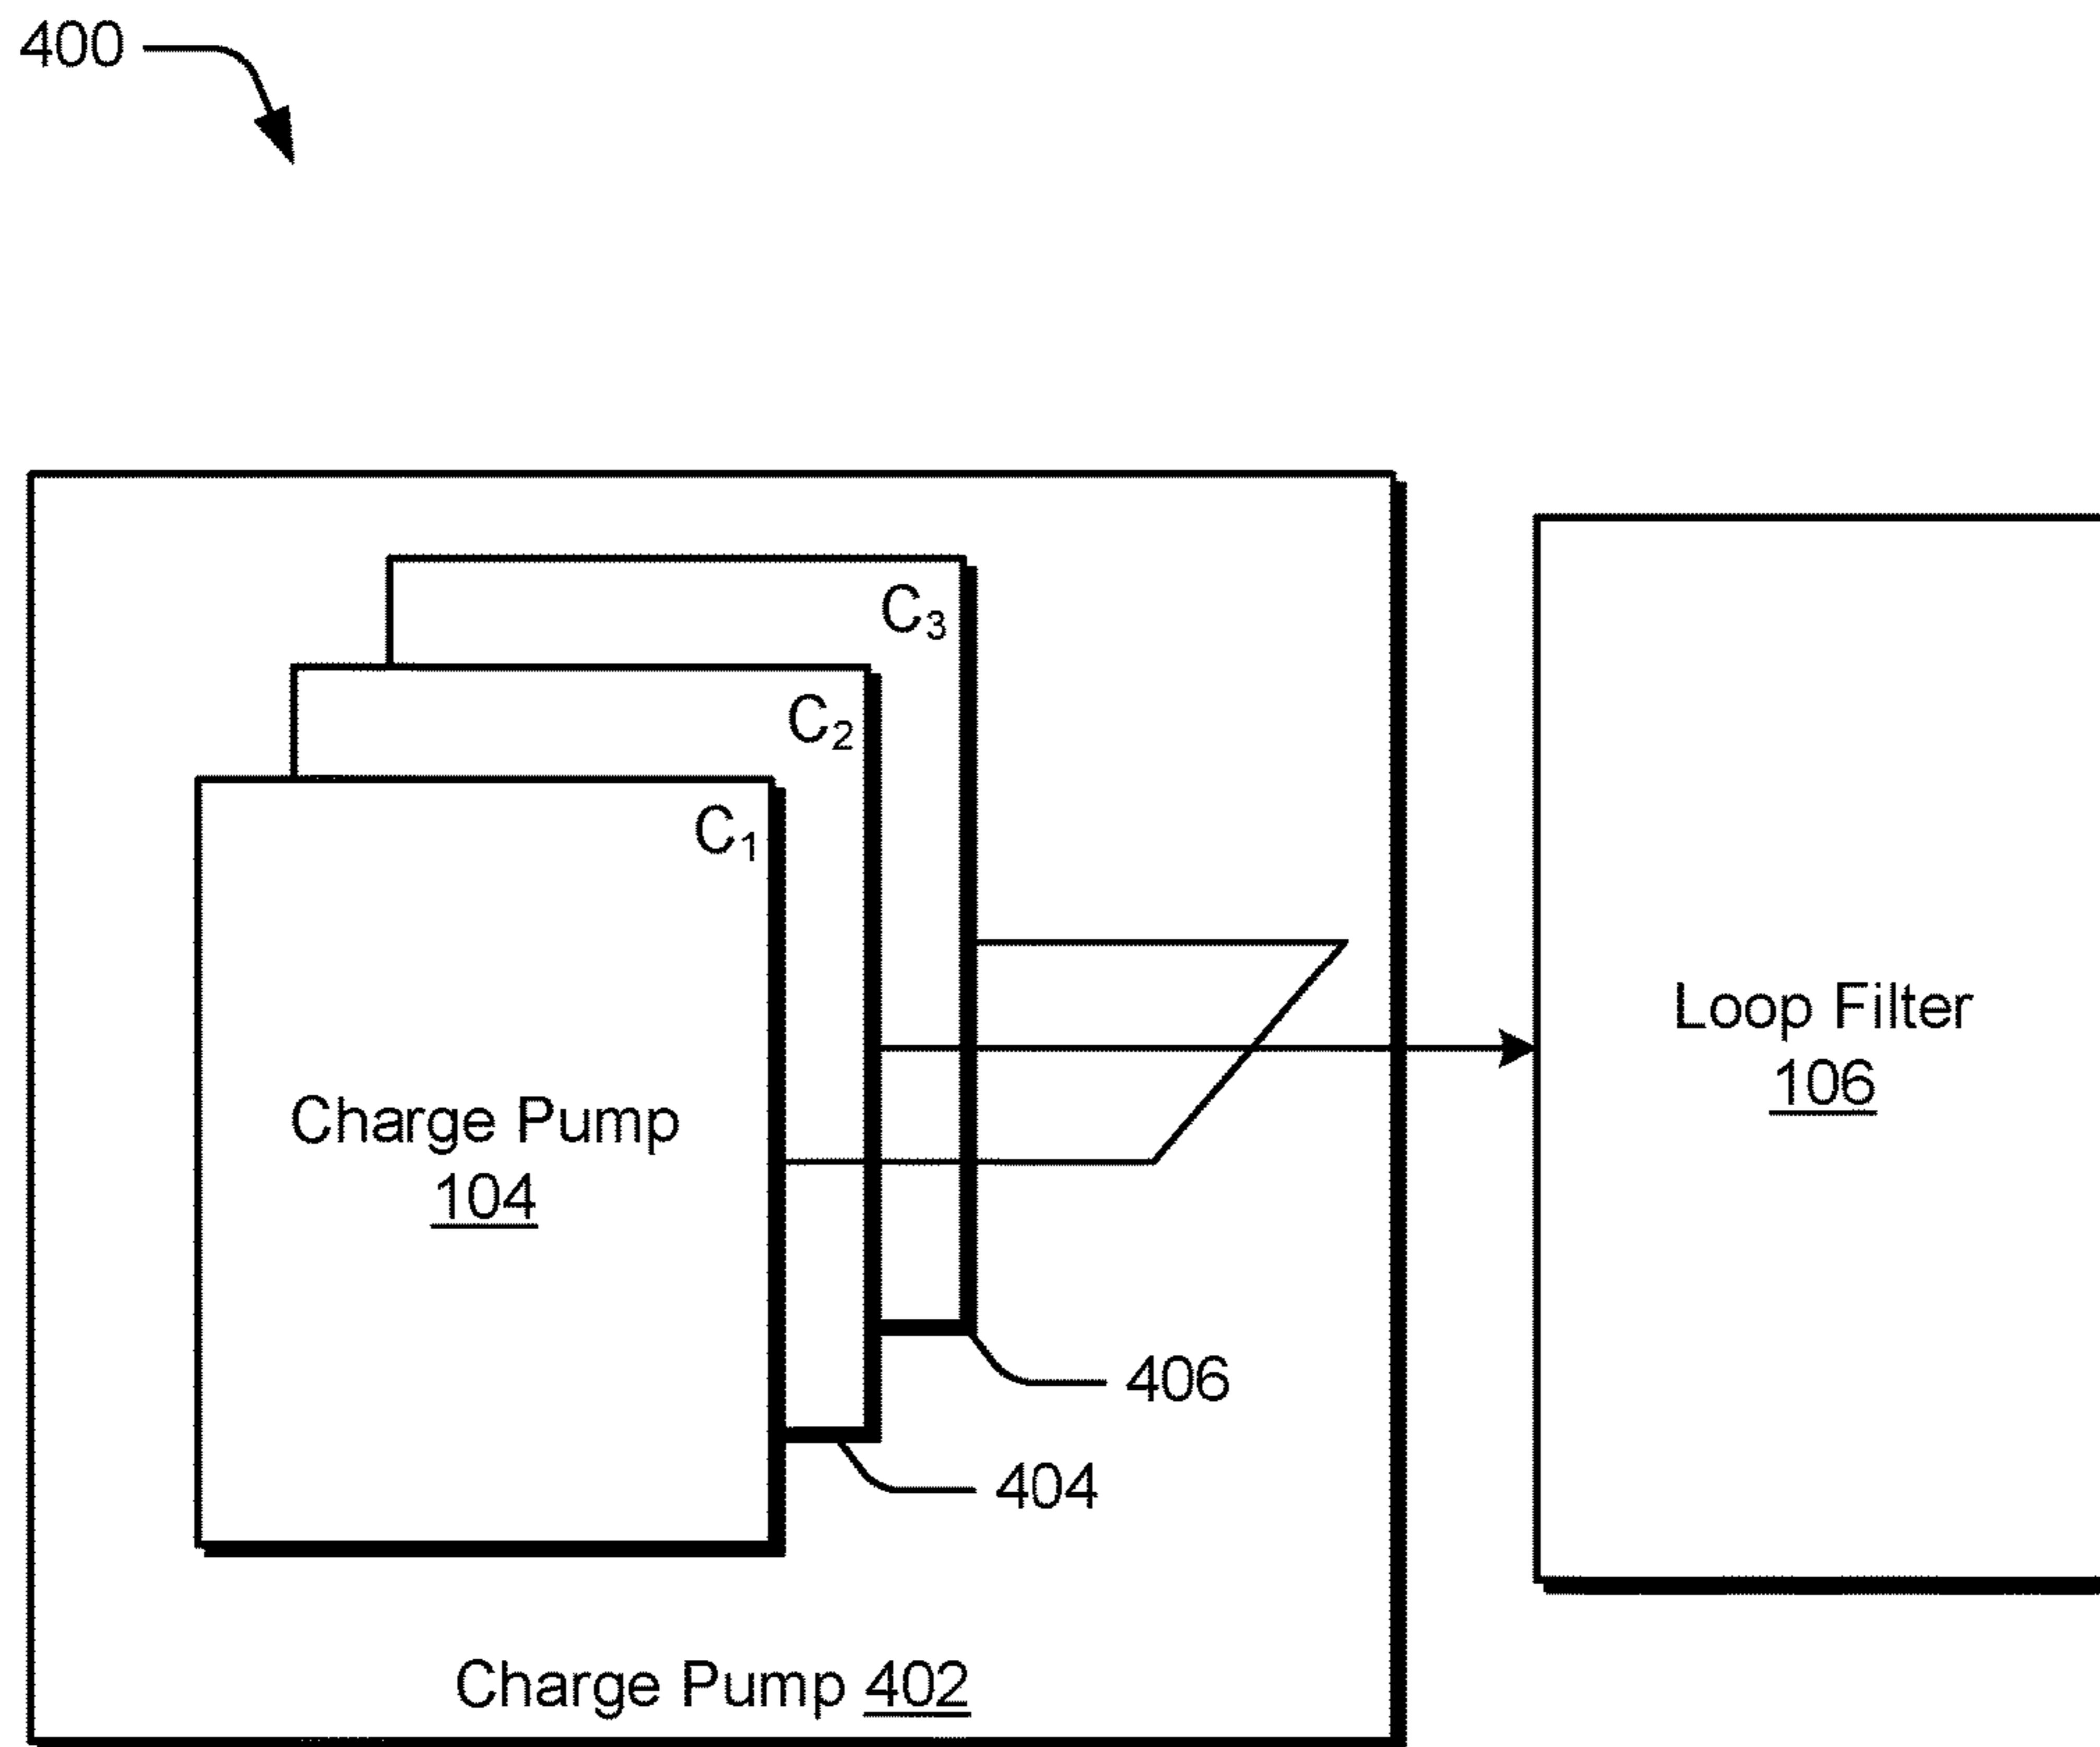 400
C₃
C₂
C₁
Charge Pump
104
Loop Filter
106
406
404
Charge Pump 402